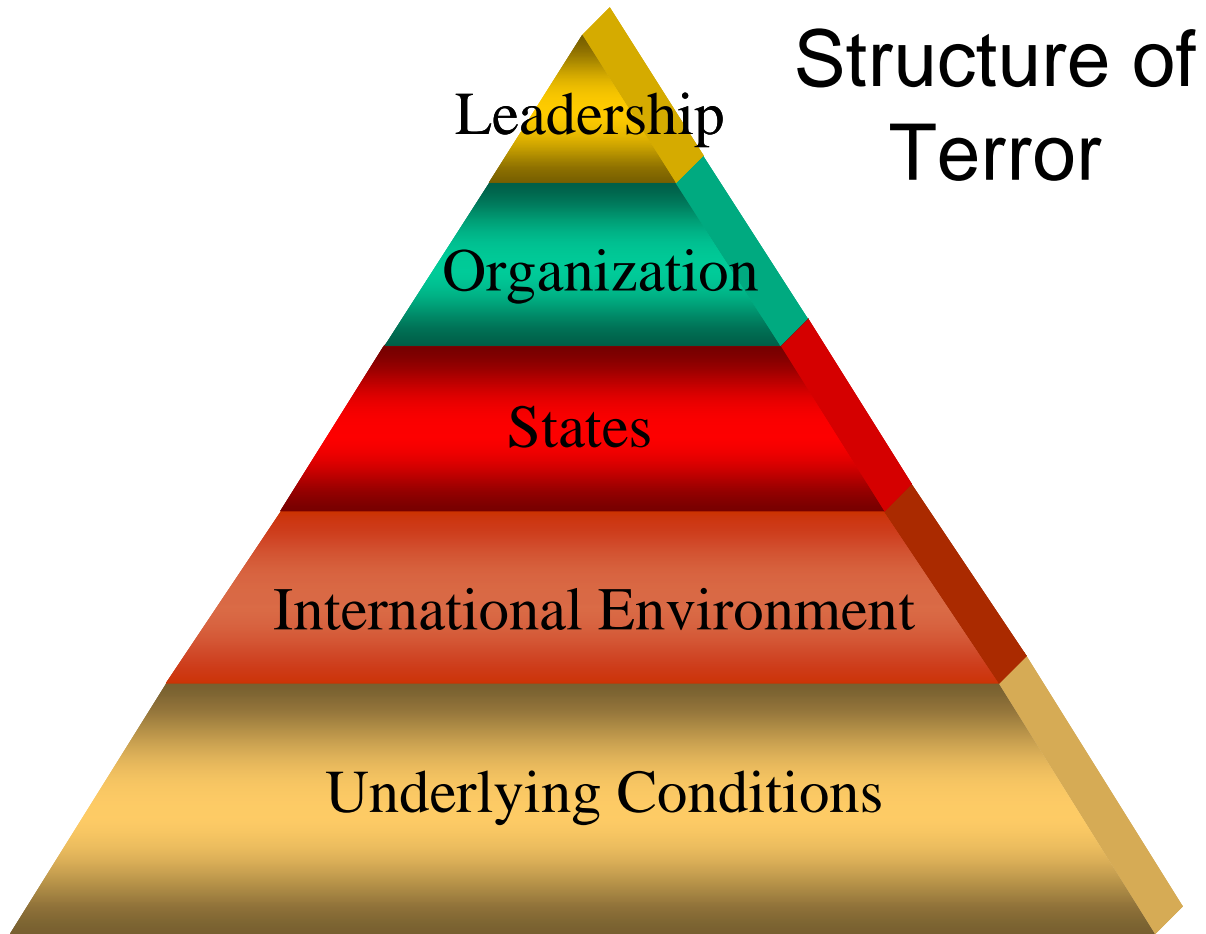 Structure of
Terror
Leadership
Organization
States
International Environment
Underlying Conditions